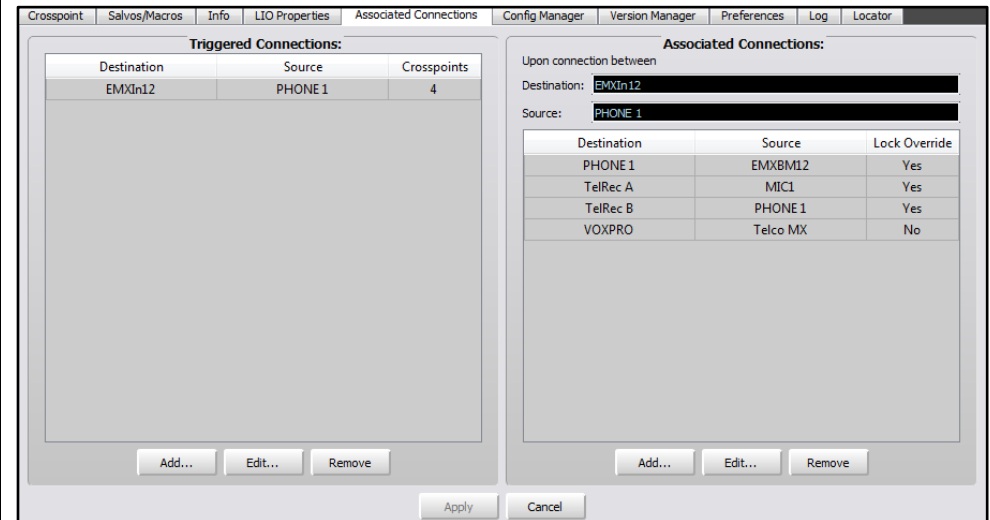 Crosspoint Salvos/Macros Info LIO Properties Associated Connections Config Manager Version Manager Preferences Log Locator
Triggered Connections:
Destination Source Crosspoints
EMXIn12 PHONE 1 4
Add... Edit... Remove
Associated Connections:
Upon connection between
Destination: EMXIn12
Source: PHONE 1
Destination Source Lock Override
PHONE 1 EMXBM12 Yes
TelRec A MIC1 Yes
TelRec B PHONE 1 Yes
VOXPRO Telco MX No
Add... Edit... Remove
Apply Cancel